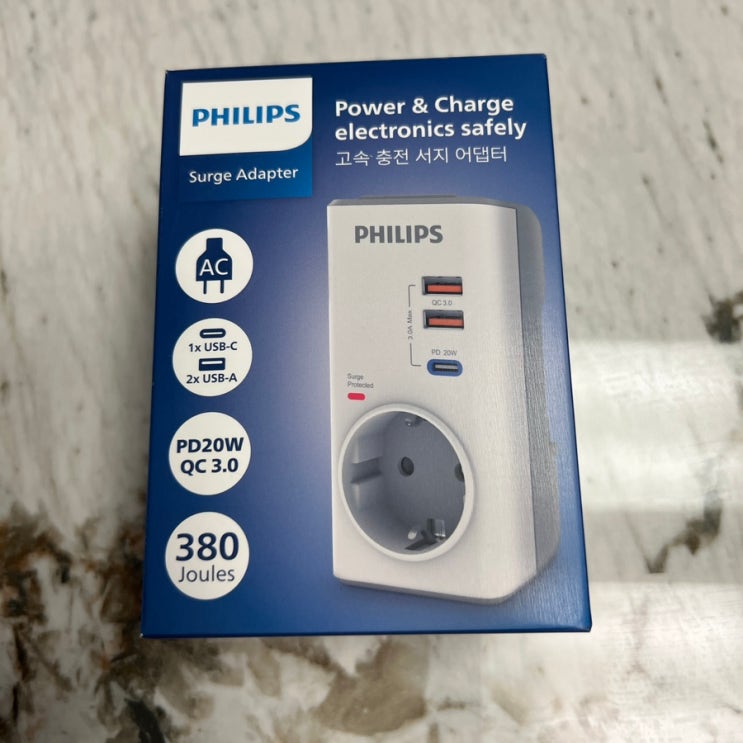 PHILIPS
Surge Adapter
Power & Charge
electronics safely
고속 충전 서지 어댑터
AC
1x USB-C
2x USB-A
PD20W
QC 3.0
380
Joules
PHILIPS
QC 3.0
3.0A Max
PD 20W
Surge
Protected